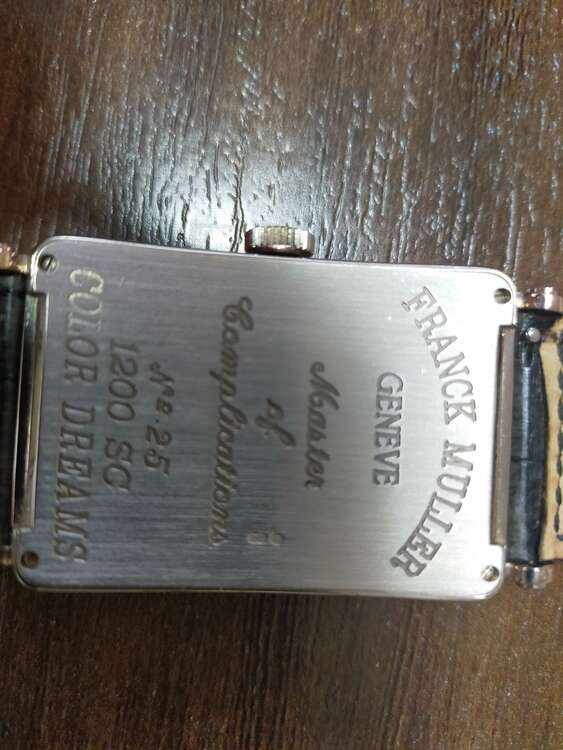 FRANCK MULLER
GENEVE
Master
of
Complications
Nº. 25
1200 SC
COLOR DREAMS